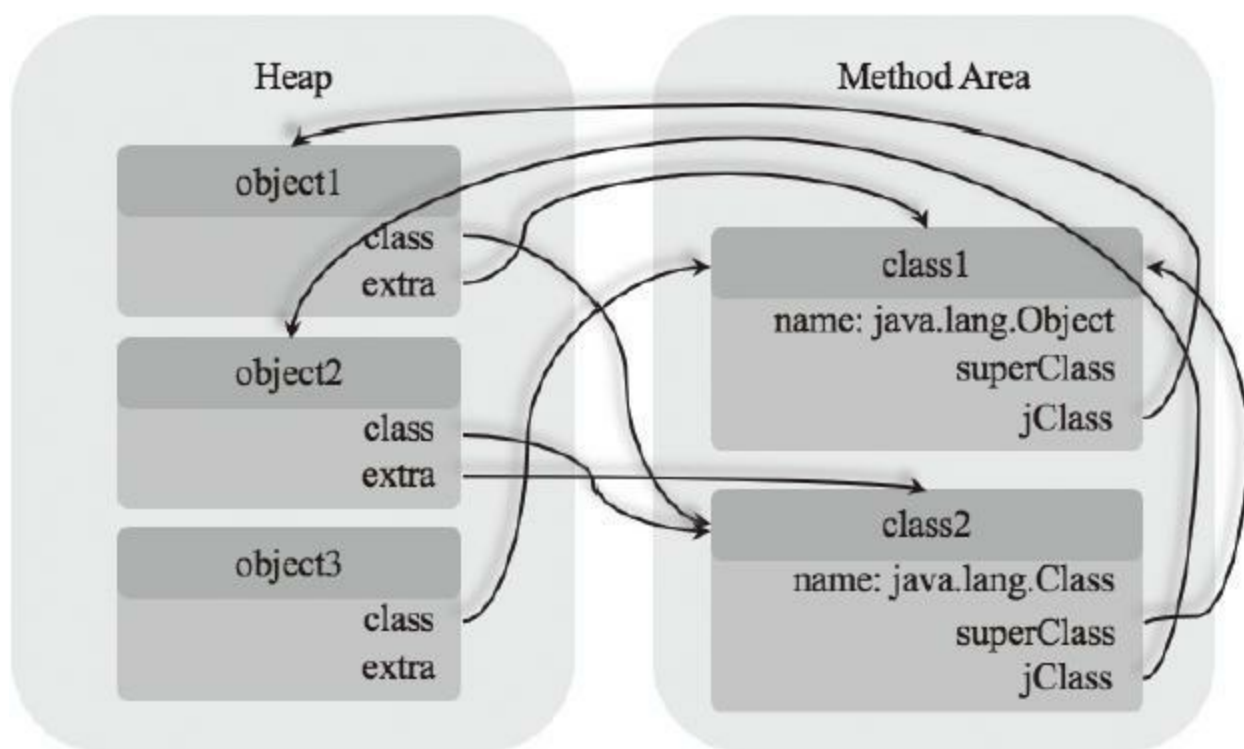 Heap
object1
class
extra
object2
class
extra
object3
class
extra
Method Area
class1
name: java.lang.Object
superClass
jClass
class2
name: java.lang.Class
superClass
jClass